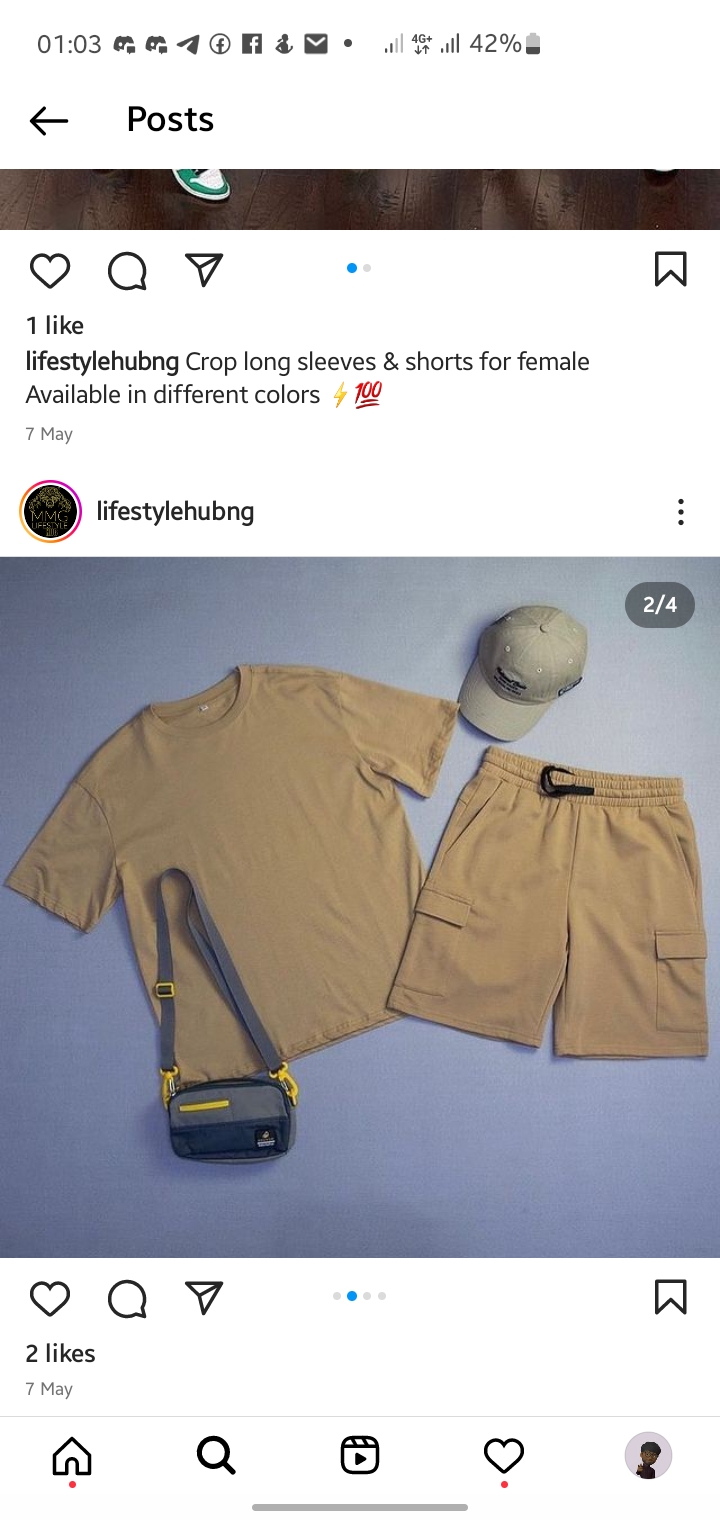 01:03
4G+
42%
Posts
1 like
lifestylehubng Crop long sleeves & shorts for female
Available in different colors ⚡💯
7 May
MMG
LIFESTYLE
lifestylehubng
2/4
2 likes
7 May